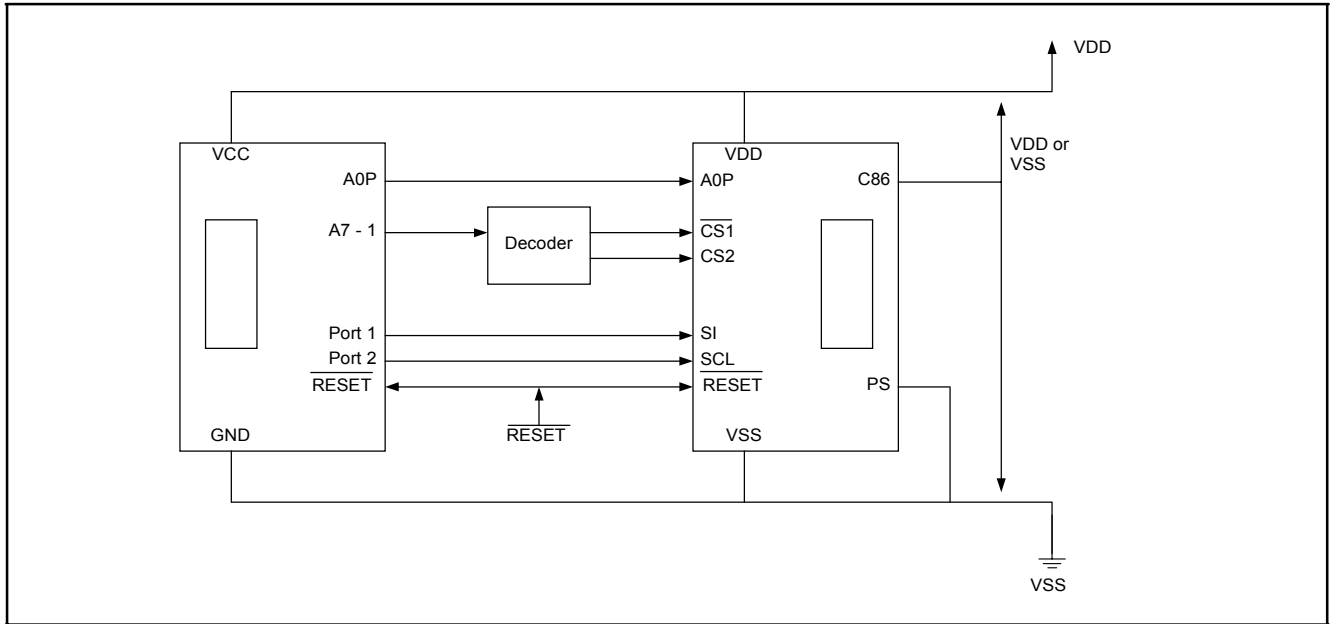 VDD
VCC
VDD
VDD or
VSS
A0P
A0P
C86
A7 - 1
Decoder
CS1
CS2
Port 1
SI
Port 2
SCL
RESET
RESET
PS
RESET
GND
VSS
VSS